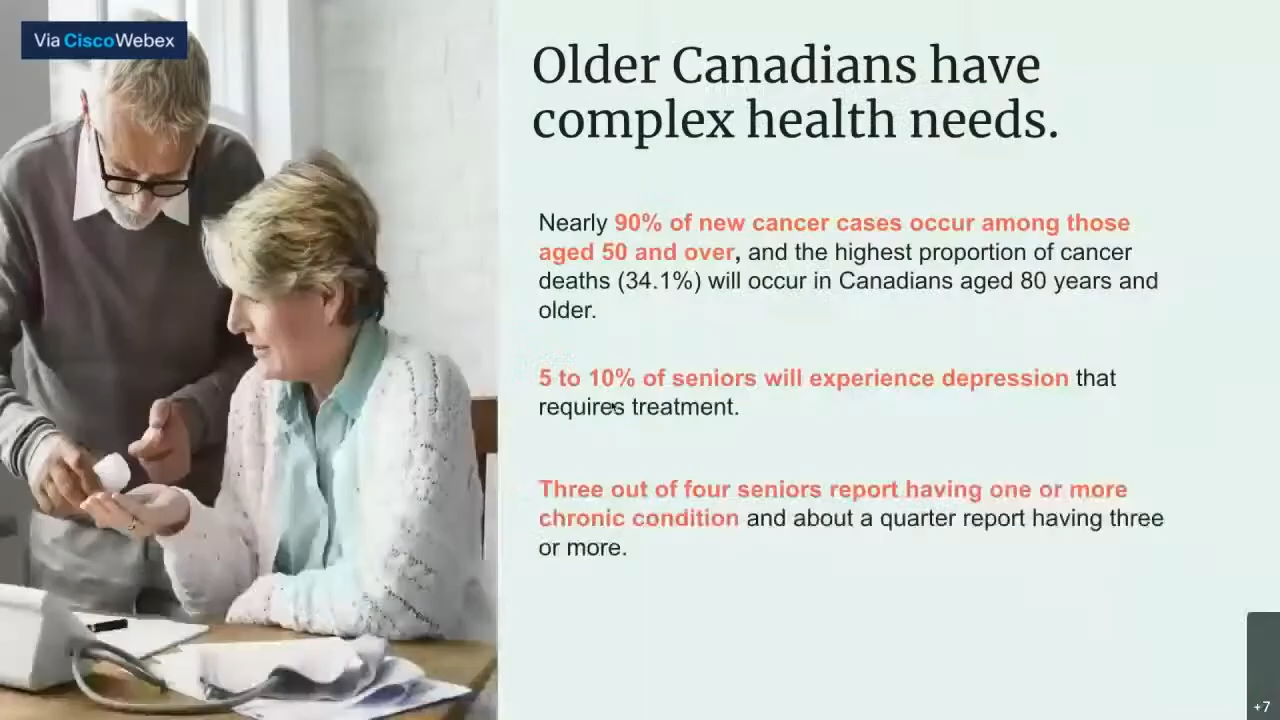 Via CiscoWebex
Older Canadians have
complex health needs.
Nearly 90% of new cancer cases occur among those
aged 50 and over, and the highest proportion of cancer
deaths (34.1%) will occur in Canadians aged 80 years and
older.
5 to 10% of seniors will experience depression that
requires treatment.
Three out of four seniors report having one or more
chronic condition and about a quarter report having three
or more.
+7